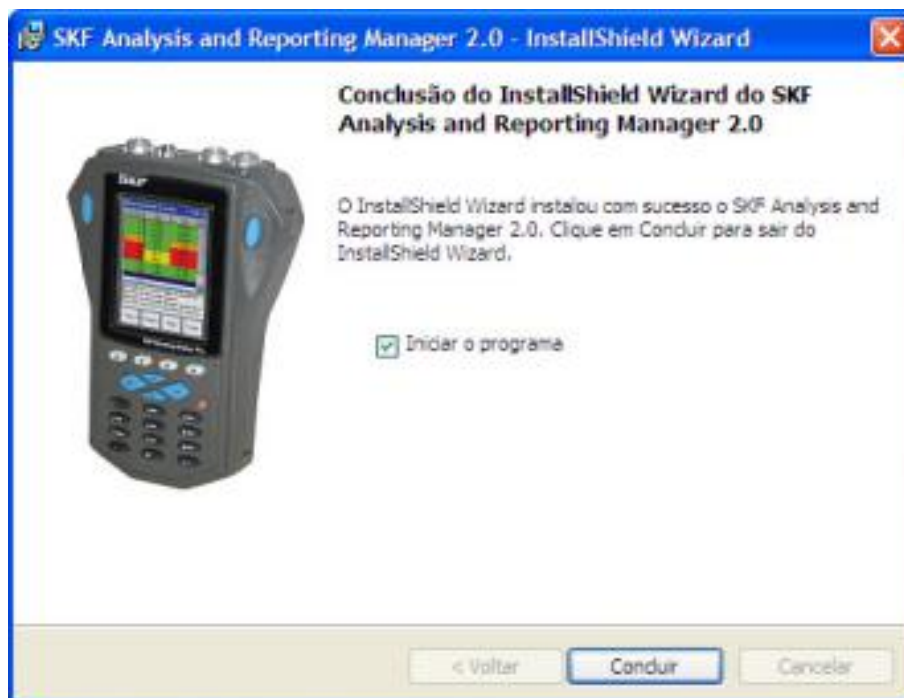 SKF Analysis and Reporting Manager 2.0 - InstallShield Wizard
Conclusão do InstallShield Wizard do SKF
Analysis and Reporting Manager 2.0
O InstallShield Wizard instalou com sucesso o SKF Analysis and
Reporting Manager 2.0. Clique em Concluir para sair do
InstallShield Wizard.
SKF
Iniciar o programa
< Voltar
Concluir
Cancelar